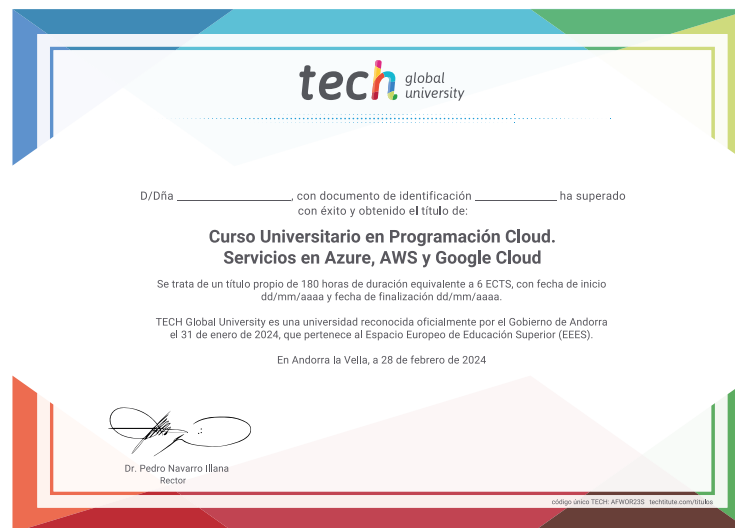 tech global university
D/Dña ____________________, con documento de identificación ______________ ha superado
con éxito y obtenido el título de:
Curso Universitario en Programación Cloud.
Servicios en Azure, AWS y Google Cloud
Se trata de un título propio de 180 horas de duración equivalente a 6 ECTS, con fecha de inicio
dd/mm/aaaa y fecha de finalización dd/mm/aaaa.
TECH Global University es una universidad reconocida oficialmente por el Gobierno de Andorra
el 31 de enero de 2024, que pertenece al Espacio Europeo de Educación Superior (EEES).
En Andorra la Vella, a 28 de febrero de 2024
Dr. Pedro Navarro Illana
Rector
código único TECH: AFWOR23S techtitute.com/titulos